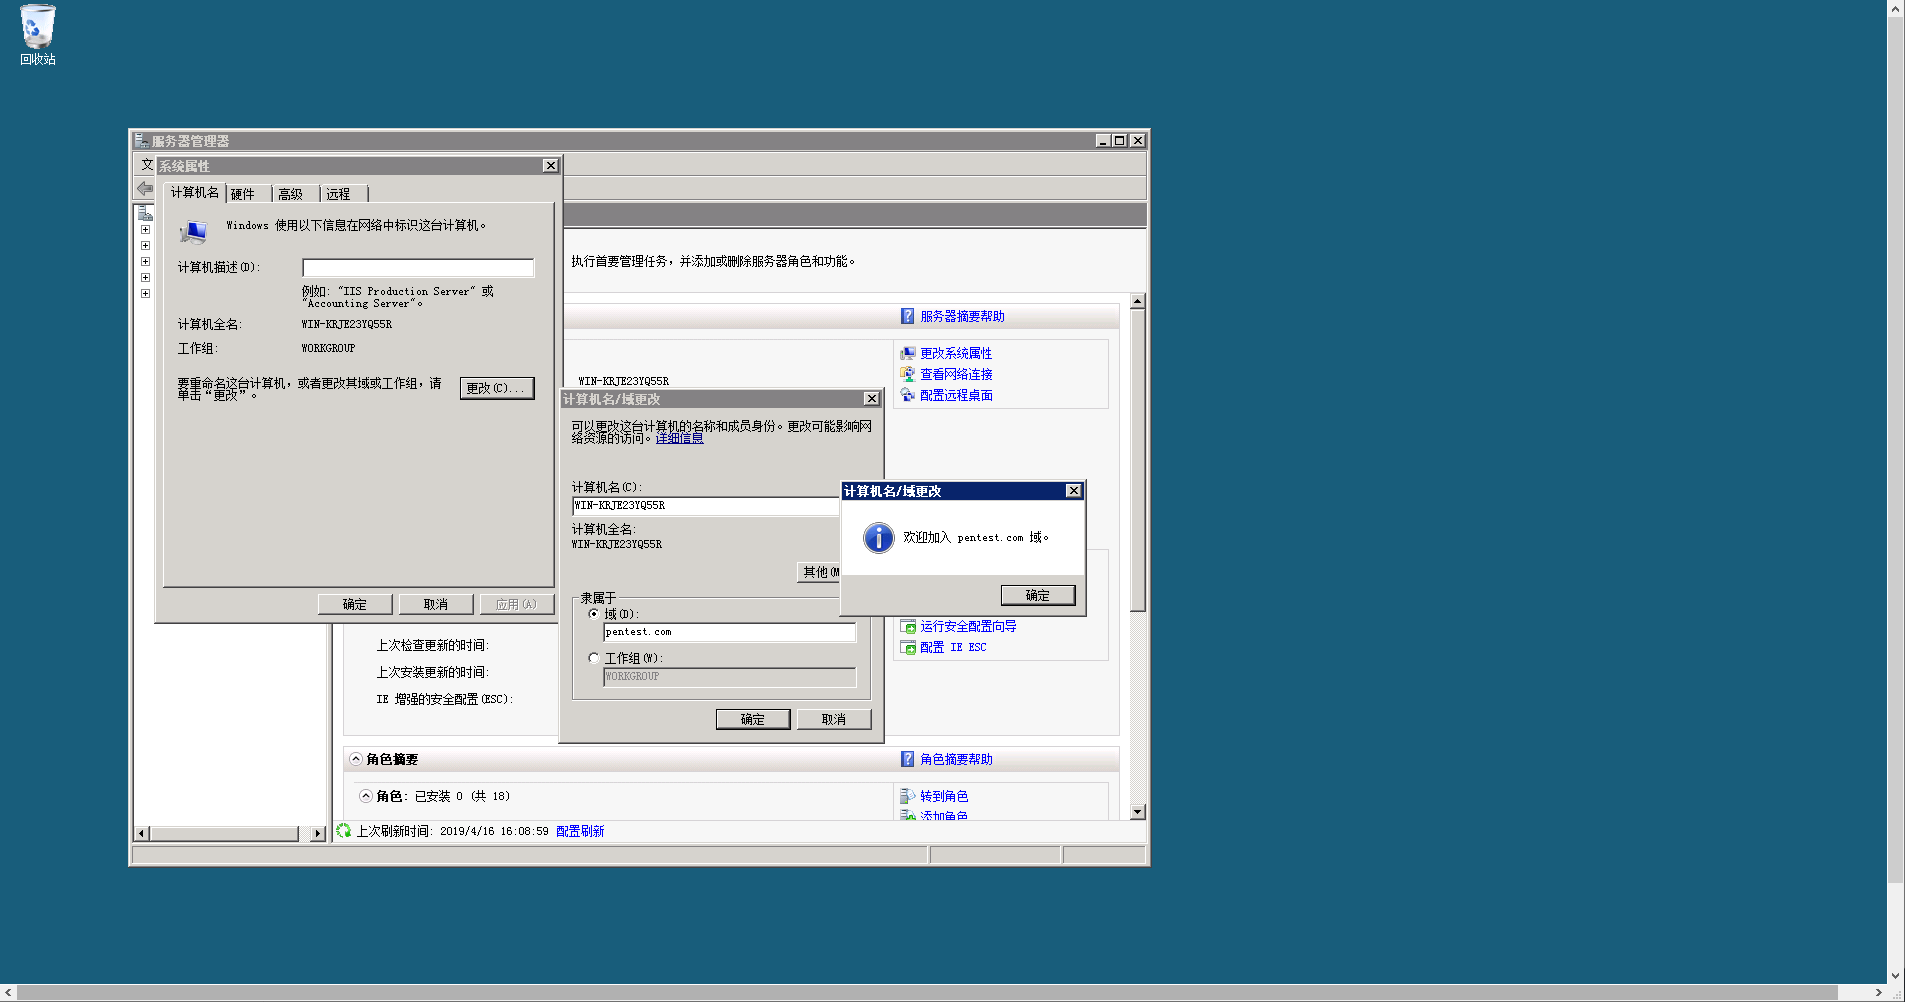 回收站
服务器管理器
文
系统属性
计算机名
硬件
高级
远程
Windows 使用以下信息在网络中标识这台计算机。
计算机描述(D):
例如: "IIS Production Server" 或
"Accounting Server"。
计算机全名:
WIN-KRJE23YQ55R
工作组:
WORKGROUP
要重命名这台计算机，或者更改其域或工作组，请
单击“更改”。
更改(C)...
确定
取消
应用(A)
执行首要管理任务，并添加或删除服务器角色和功能。
服务器摘要帮助
更改系统属性
查看网络连接
配置远程桌面
WIN-KRJE23YQ55R
计算机名/域更改
可以更改这台计算机的名称和成员身份。更改可能影响网
络资源的访问。详细信息
计算机名(C):
WIN-KRJE23YQ55R
计算机全名:
WIN-KRJE23YQ55R
其他(M
隶属于
域(D):
pentest.com
工作组(W):
WORKGROUP
确定
取消
计算机名/域更改
欢迎加入 pentest.com 域。
确定
运行安全配置向导
配置 IE ESC
上次检查更新的时间:
上次安装更新的时间:
IE 增强的安全配置(ESC):
角色摘要
角色摘要帮助
角色: 已安装 0 (共 18)
转到角色
添加角色
上次刷新时间: 2019/4/16 16:08:59 配置刷新